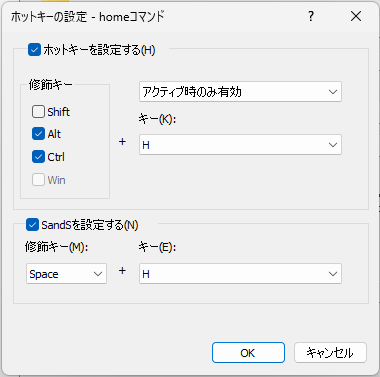 ホットキーの設定 - homeコマンド
ホットキーを設定する(H)
修飾キー
アクティブ時のみ有効
Shift
キー(K):
Alt
+
H
Ctrl
Win
SandSを設定する(N)
修飾キー(M):
キー(E):
Space
+
H
OK
キャンセル